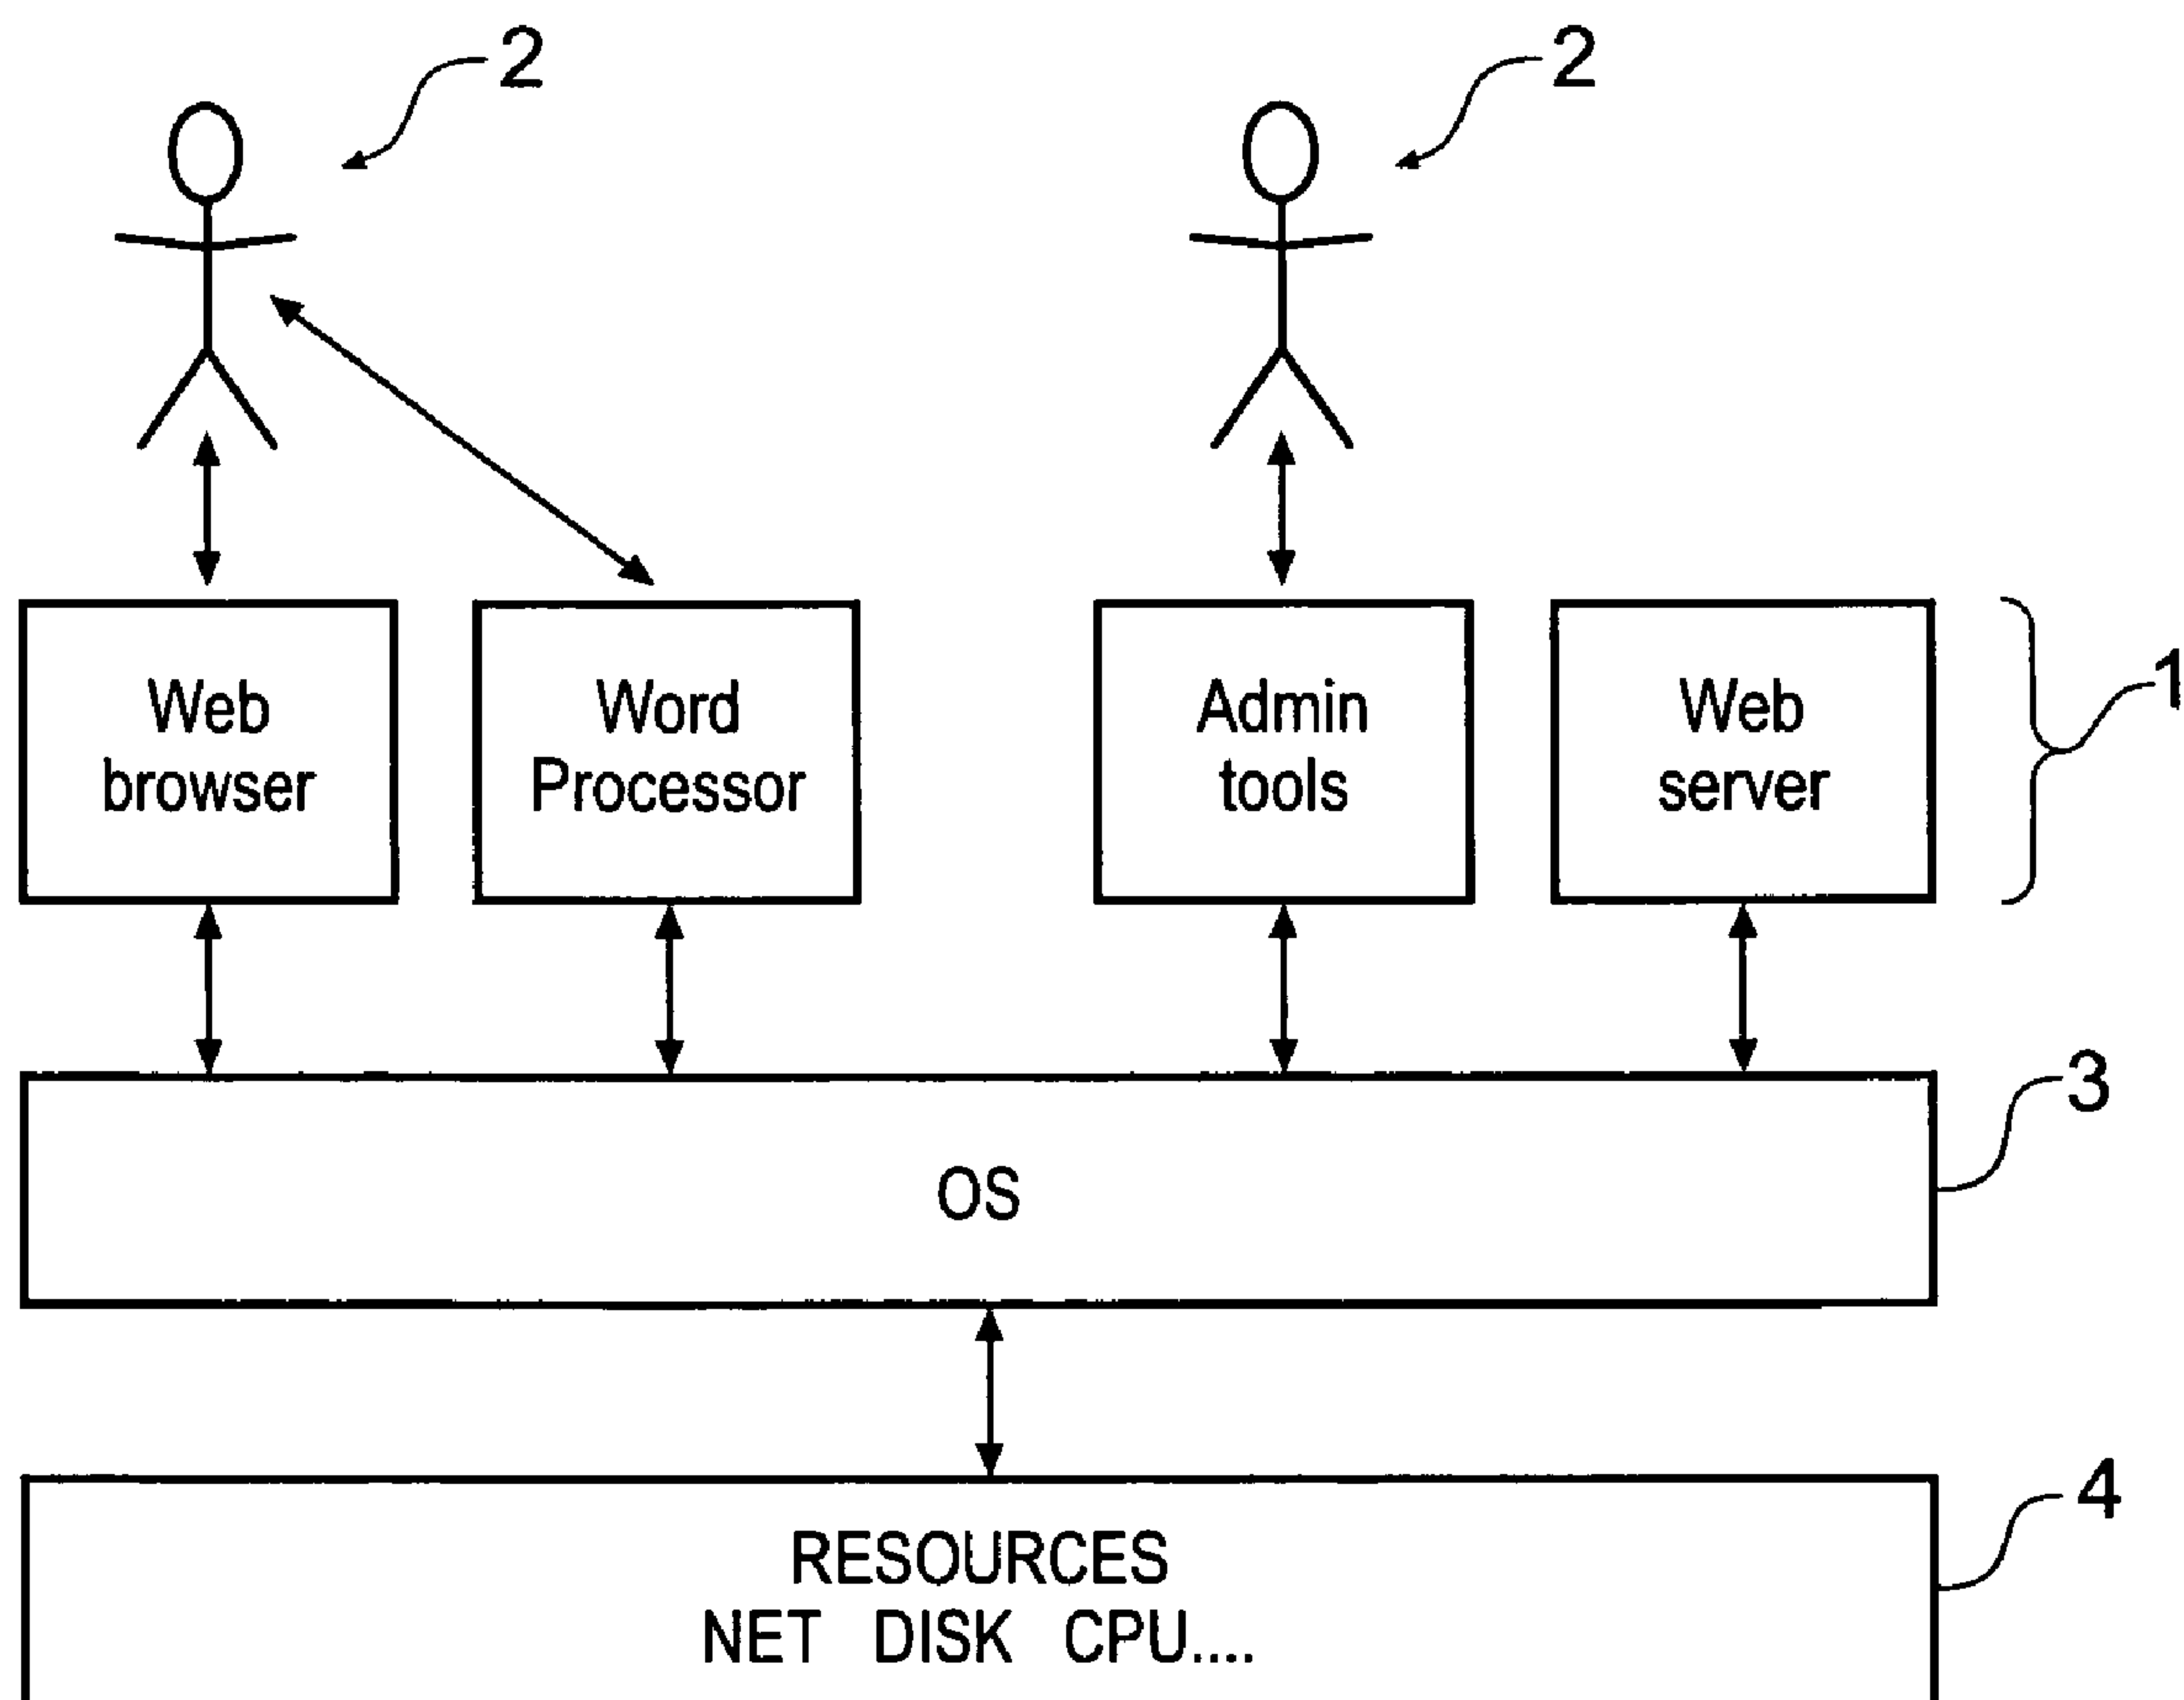 2
2
Web
browser
Word
Processor
Admin
tools
Web
server
1
OS
3
RESOURCES
NET DISK CPU....
4